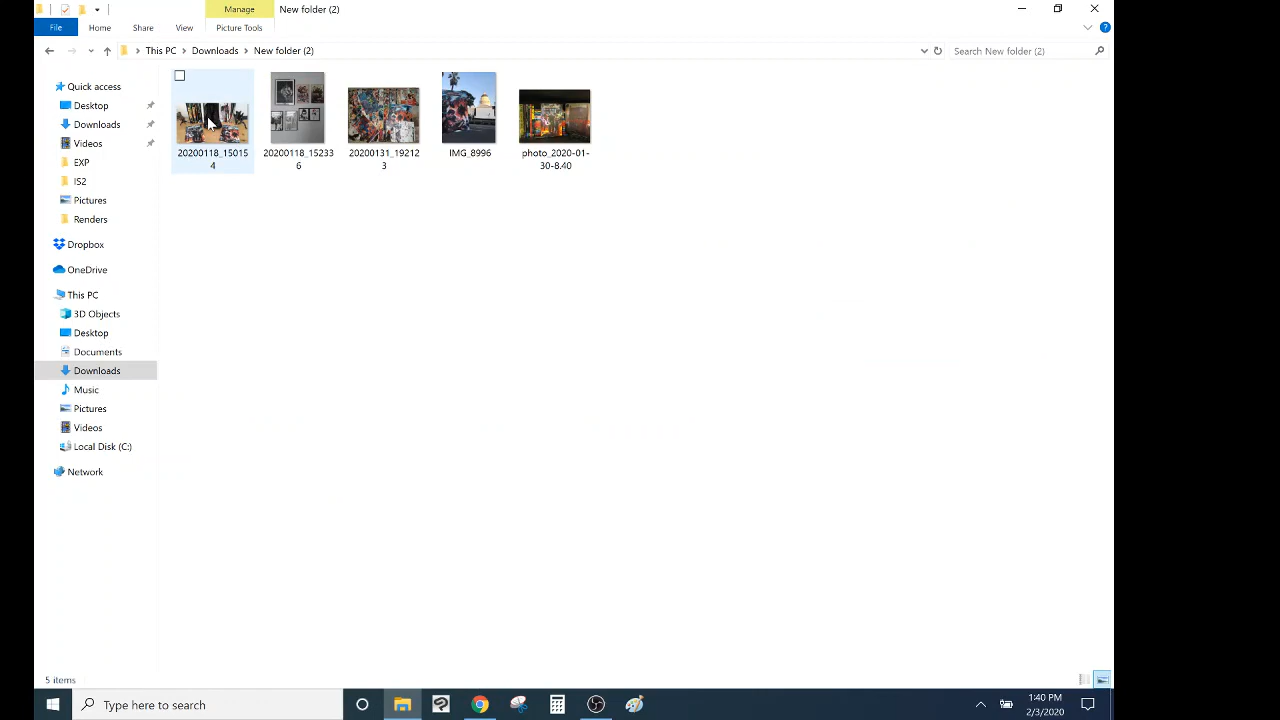 Manage
New folder (2)
File
Home
Share
View
Picture Tools
This PC
Downloads
New folder (2)
Search New folder (2)
Quick access
Desktop
Downloads
Videos
EXP
IS2
Pictures
Renders
Dropbox
OneDrive
This PC
3D Objects
Desktop
Documents
Downloads
Music
Pictures
Videos
Local Disk (C:)
Network
20200118_15015
4
20200118_15233
6
20200131_19212
3
IMG_8996
photo_2020-01-
30-8.40
5 items
Type here to search
1:40 PM
2/3/2020